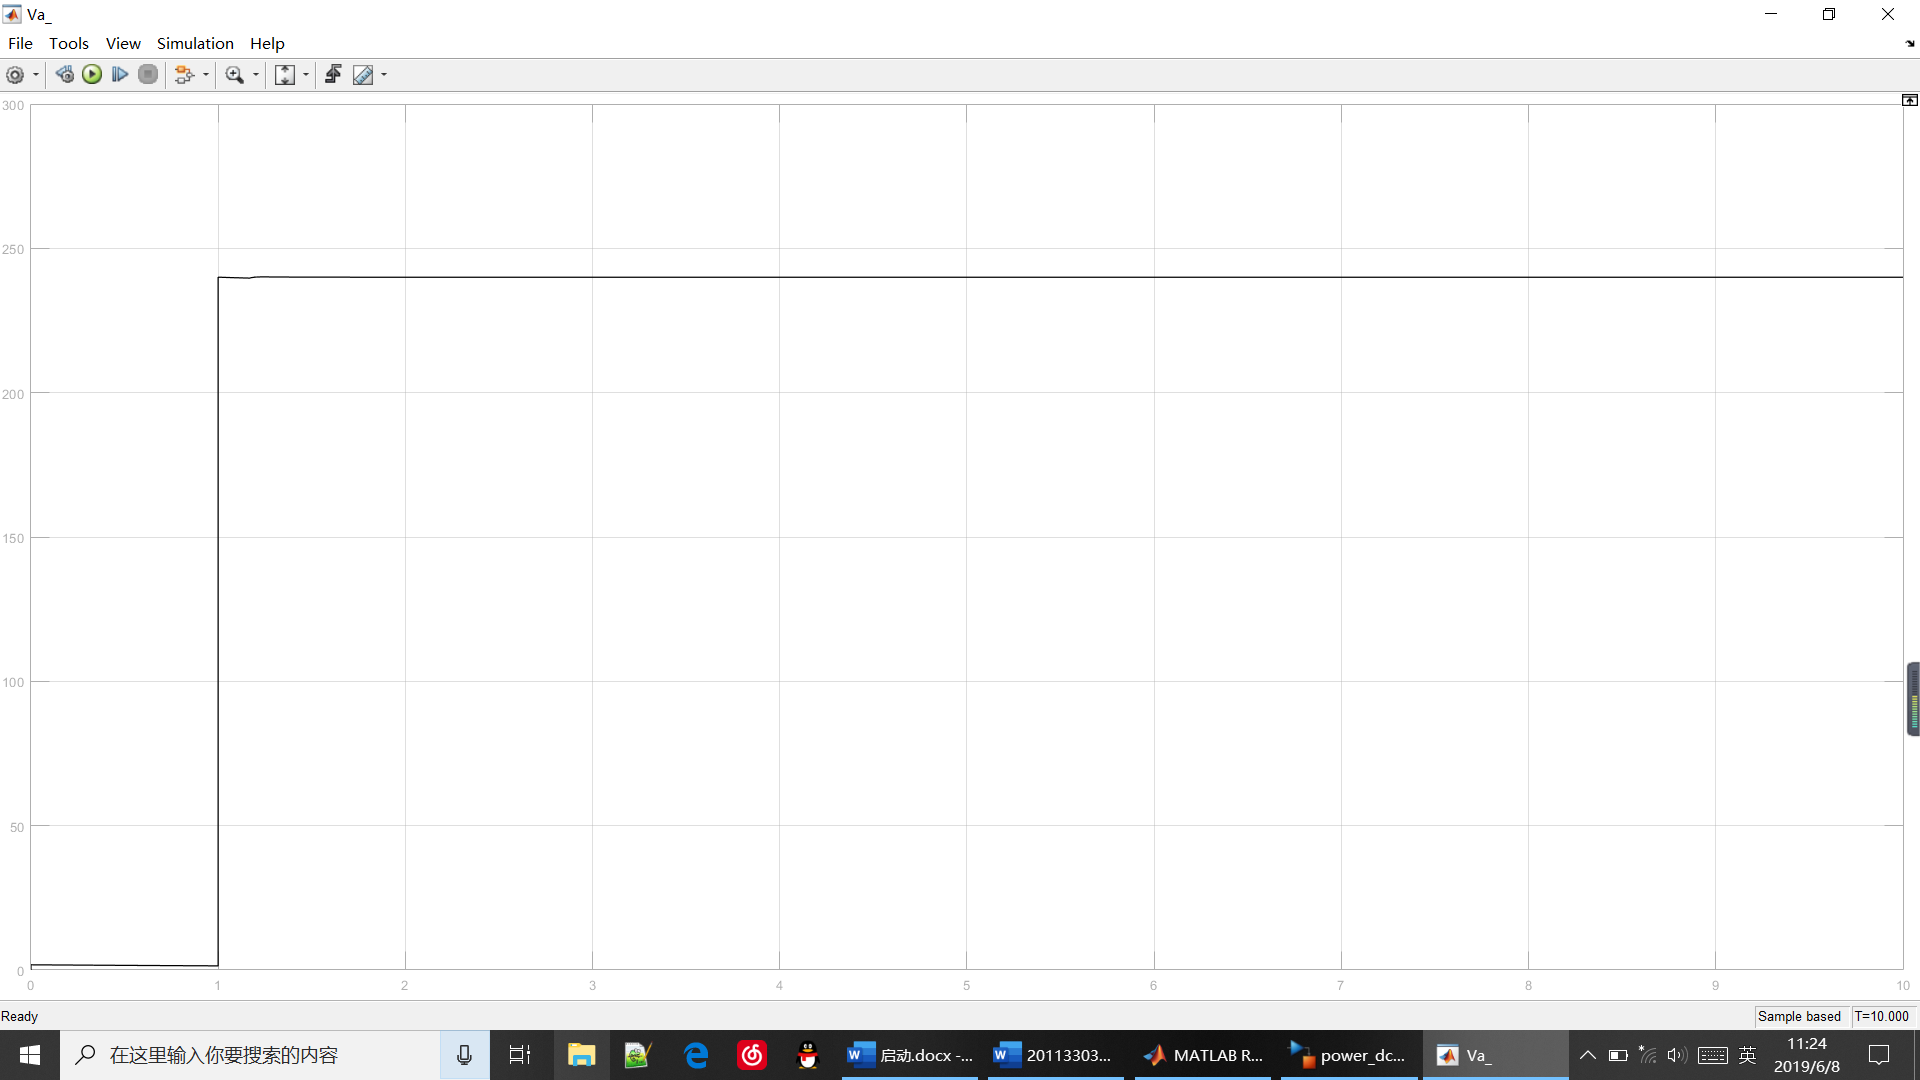 Va_
File Tools View Simulation Help
300
250
200
150
100
50
0
0 1 2 3 4 5 6 7 8 9 10
Ready
Sample based T=10.000
在这里输入你要搜索的内容
启动.docx -...
20113303...
MATLAB R...
power_dc...
Va_
英
11:24
2019/6/8